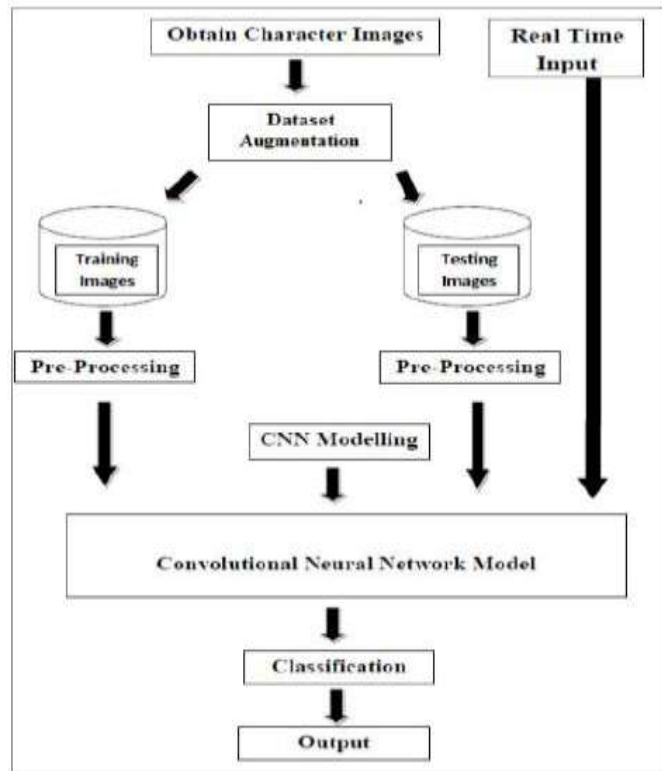 Obtain Character Images
Real Time
Input
Dataset
Augmentation
Training
Images
Testing
Images
Pre-Processing
Pre-Processing
CNN Modelling
Convolutional Neural Network Model
Classification
Output